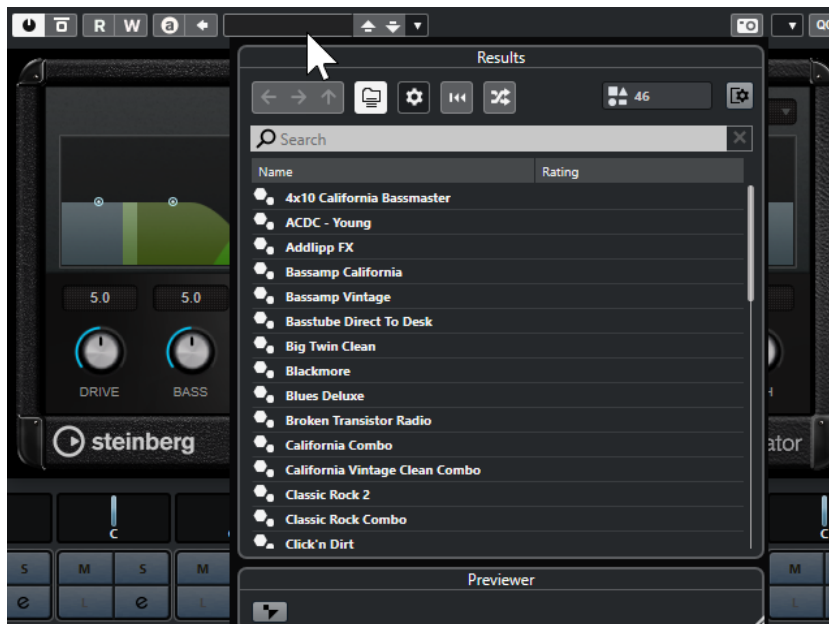 R W a QC
Results
46
Search
Name Rating
4x10 California Bassmaster
ACDC - Young
Addlipp FX
Bassamp California
Bassamp Vintage
Basstube Direct To Desk
Big Twin Clean
Blackmore
Blues Deluxe
Broken Transistor Radio
California Combo
California Vintage Clean Combo
Classic Rock 2
Classic Rock Combo
Click'n Dirt
5.0 5.0
DRIVE BASS H
steinberg ator
C C
S M S M M
e L e L L
Previewer